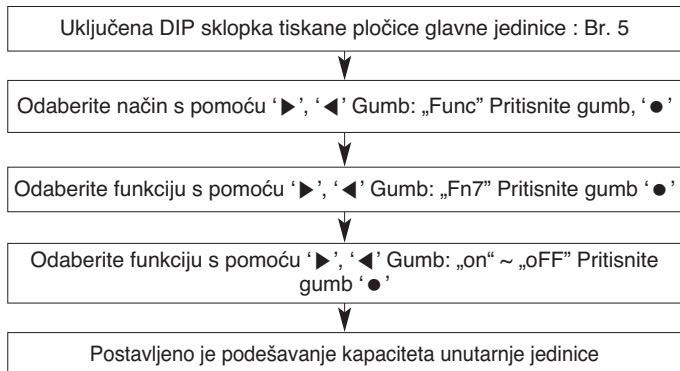 Uključena DIP sklopka tiskane pločice glavne jedinice : Br. 5
Odaberite način s pomoću ‘▶’, ‘◀’ Gumb: „Func” Pritisnite gumb, ‘●’
Odaberite funkciju s pomoću ‘▶’, ‘◀’ Gumb: „Fn7” Pritisnite gumb ‘●’
Odaberite funkciju s pomoću ‘▶’, ‘◀’ Gumb: „on“ ~ „oFF” Pritisnite
gumb ‘●’
Postavljeno je podešavanje kapaciteta unutarnje jedinice